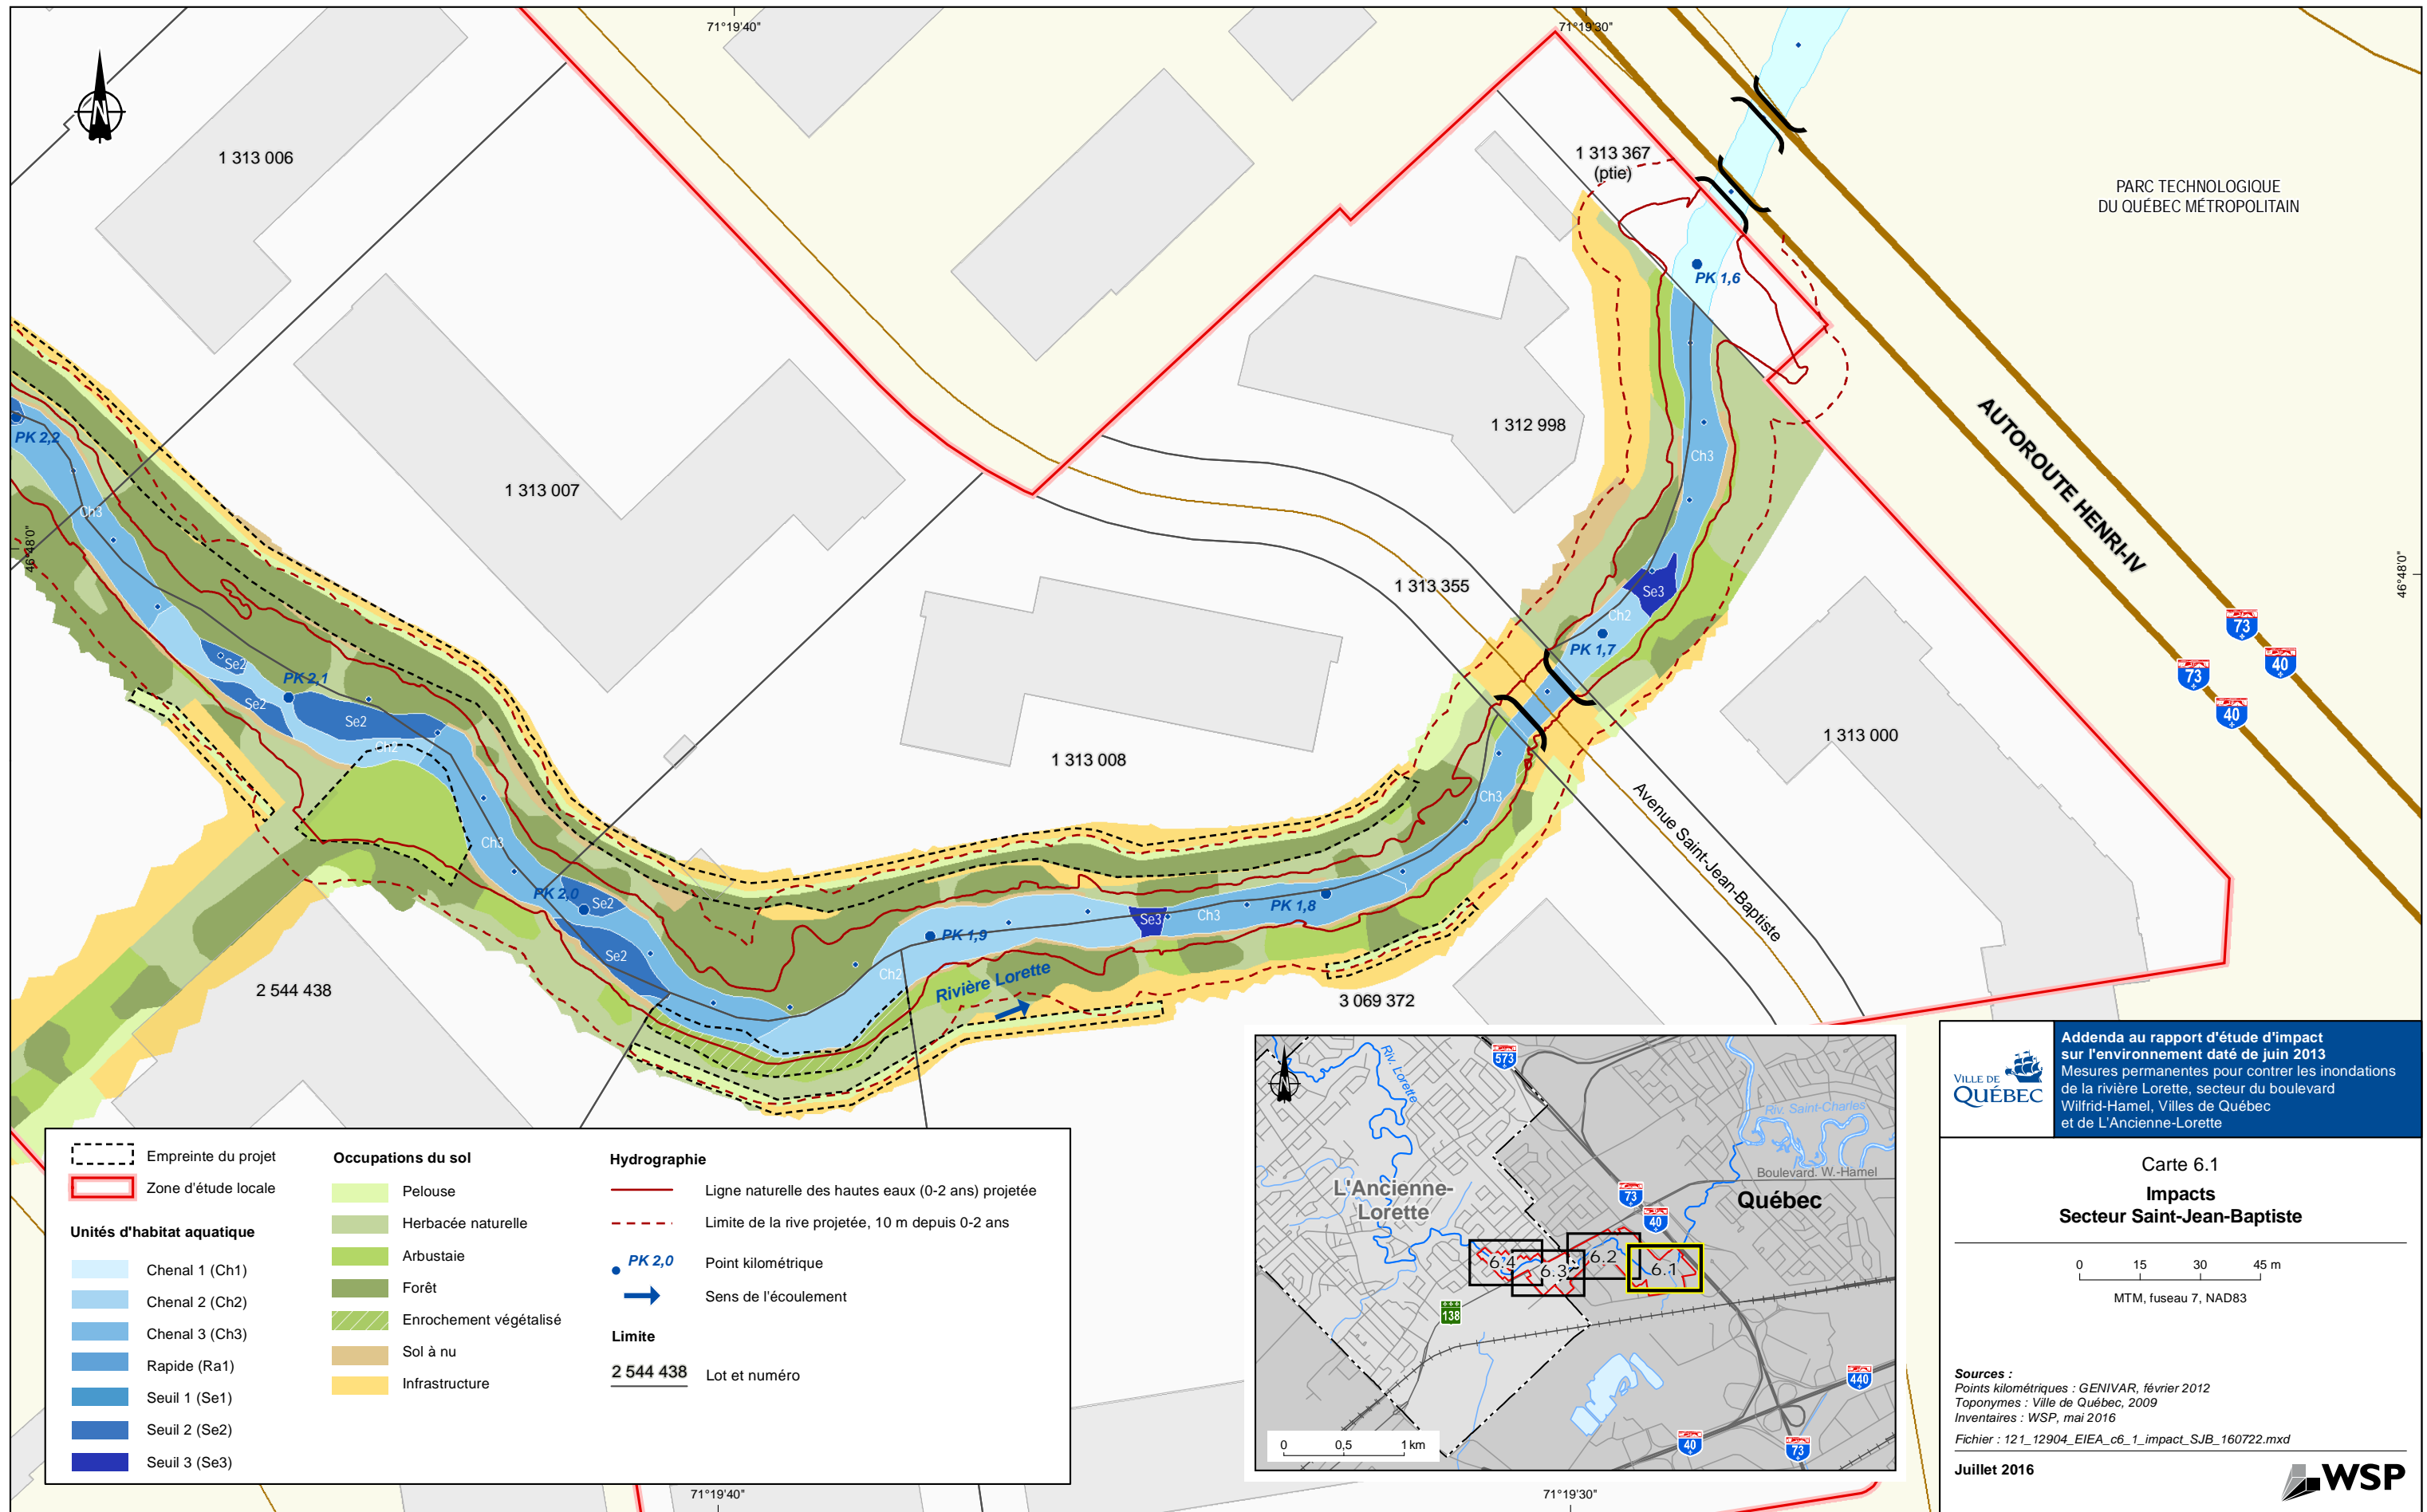 71°19'40"
71°19'30"
N
1 313 006
1 313 367
(ptie)
PARC TECHNOLOGIQUE
DU QUÉBEC MÉTROPOLITAIN
PK 1,6
PK 2,2
1 312 998
AUTOROUTE HENRI-IV
Ch3
1 313 007
Ch3
46°48'0"
46°48'0"
1 313 355
Se3
Ch2
73
40
73
40
PK 1,7
Se2
PK 2,1
Se2
Se2
Ch2
1 313 000
1 313 008
Ch3
Avenue Saint-Jean-Baptiste
Ch3
PK 2,0
Se2
PK 1,8
Se3
Ch3
PK 1,9
Se2
Ch2
Rivière Lorette
2 544 438
3 069 372
Empreinte du projet
Zone d'étude locale
Unités d'habitat aquatique
Chenal 1 (Ch1)
Chenal 2 (Ch2)
Chenal 3 (Ch3)
Rapide (Ra1)
Seuil 1 (Se1)
Seuil 2 (Se2)
Seuil 3 (Se3)
Occupations du sol
Pelouse
Herbacée naturelle
Arbustaie
Forêt
Enrochement végétalisé
Sol à nu
Infrastructure
Hydrographie
Ligne naturelle des hautes eaux (0-2 ans) projetée
Limite de la rive projetée, 10 m depuis 0-2 ans
PK 2,0
Point kilométrique
Sens de l'écoulement
Limite
2 544 438
Lot et numéro
N
Riv. Lorette
573
Riv. Saint-Charles
Boulevard. W.-Hamel
L'Ancienne-
Lorette
Québec
73
40
6.4
6.3
6.2
6.1
138
440
40
73
0 0,5 1 km
VILLE DE
QUÉBEC
Addenda au rapport d'étude d'impact
sur l'environnement daté de juin 2013
Mesures permanentes pour contrer les inondations
de la rivière Lorette, secteur du boulevard
Wilfrid-Hamel, Villes de Québec
et de L'Ancienne-Lorette
Carte 6.1
Impacts
Secteur Saint-Jean-Baptiste
0 15 30 45 m
MTM, fuseau 7, NAD83
Sources :
Points kilométriques : GENIVAR, février 2012
Toponymes : Ville de Québec, 2009
Inventaires : WSP, mai 2016
Fichier : 121_12904_EIEA_c6_1_impact_SJB_160722.mxd
Juillet 2016
WSP
71°19'40"
71°19'30"